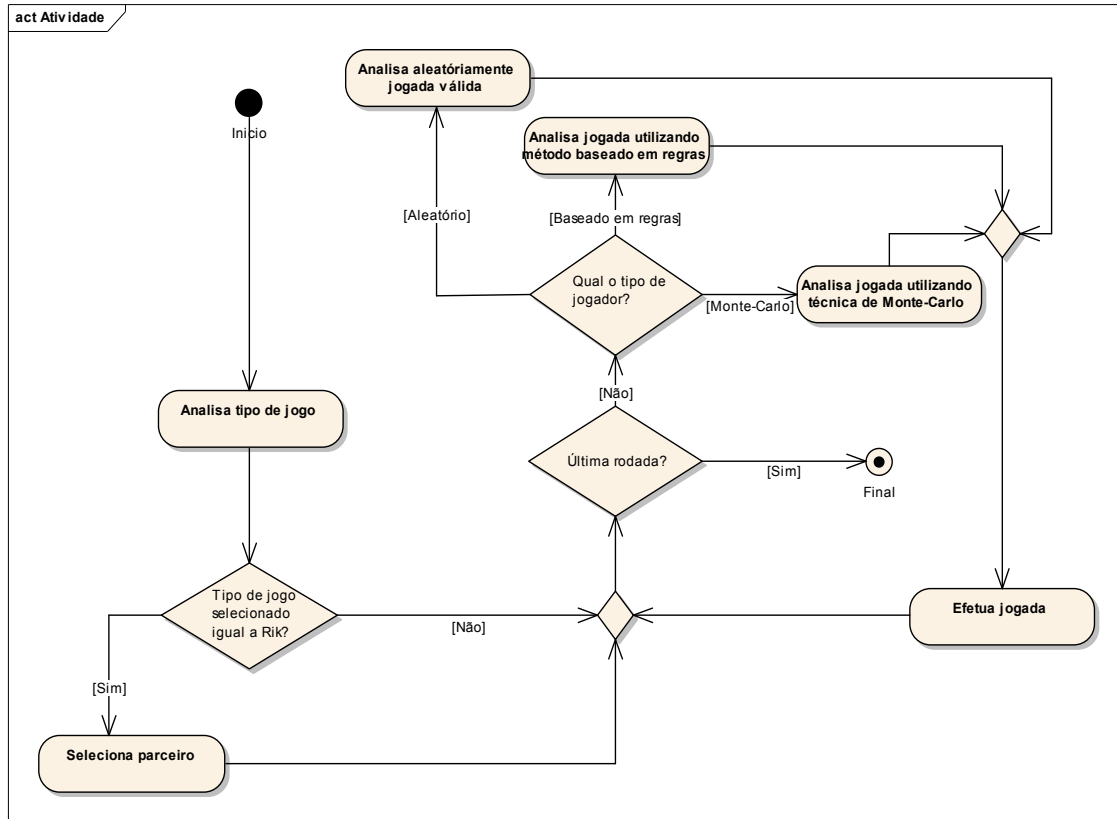 act Atividade
Analisa aleatóriamente
jogada válida
Inicio
Analisa jogada utilizando
método baseado em regras
[Aleatório]
[Baseado em regras]
Qual o tipo de
jogador?
Analisa jogada utilizando
técnica de Monte-Carlo
[Monte-Carlo]
[Não]
Analisa tipo de jogo
Última rodada?
[Sim]
Final
Tipo de jogo
selecionado
igual a Rik?
[Não]
Efetua jogada
[Sim]
Seleciona parceiro